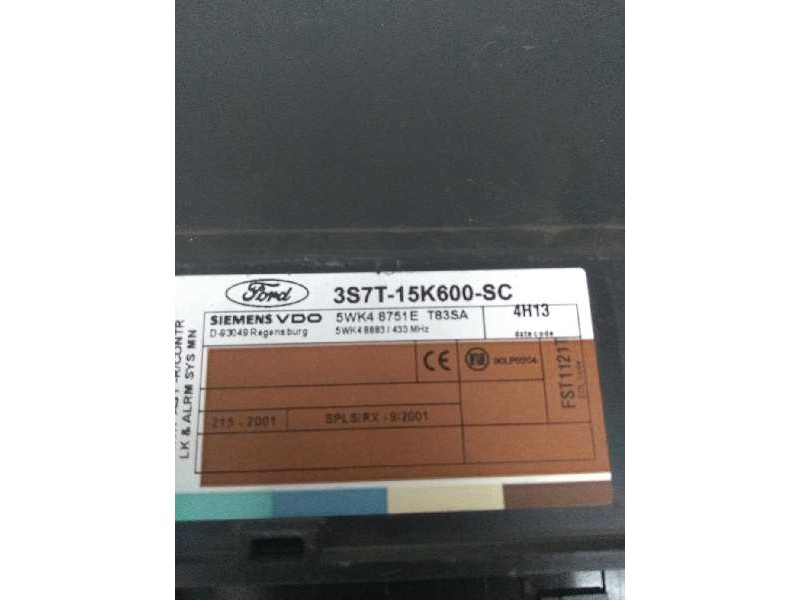 Ford
3S7T-15K600-SC
SIEMENS VDO
D-93049 Regensburg
5WK4 8751E T83SA
5WK4 8883 / 433 MHz
4H13
date code
CE
FST1121T
215 - 2001
SPLS/RX - 9/2001
R/CONTR
LK & ALRM SYS MN